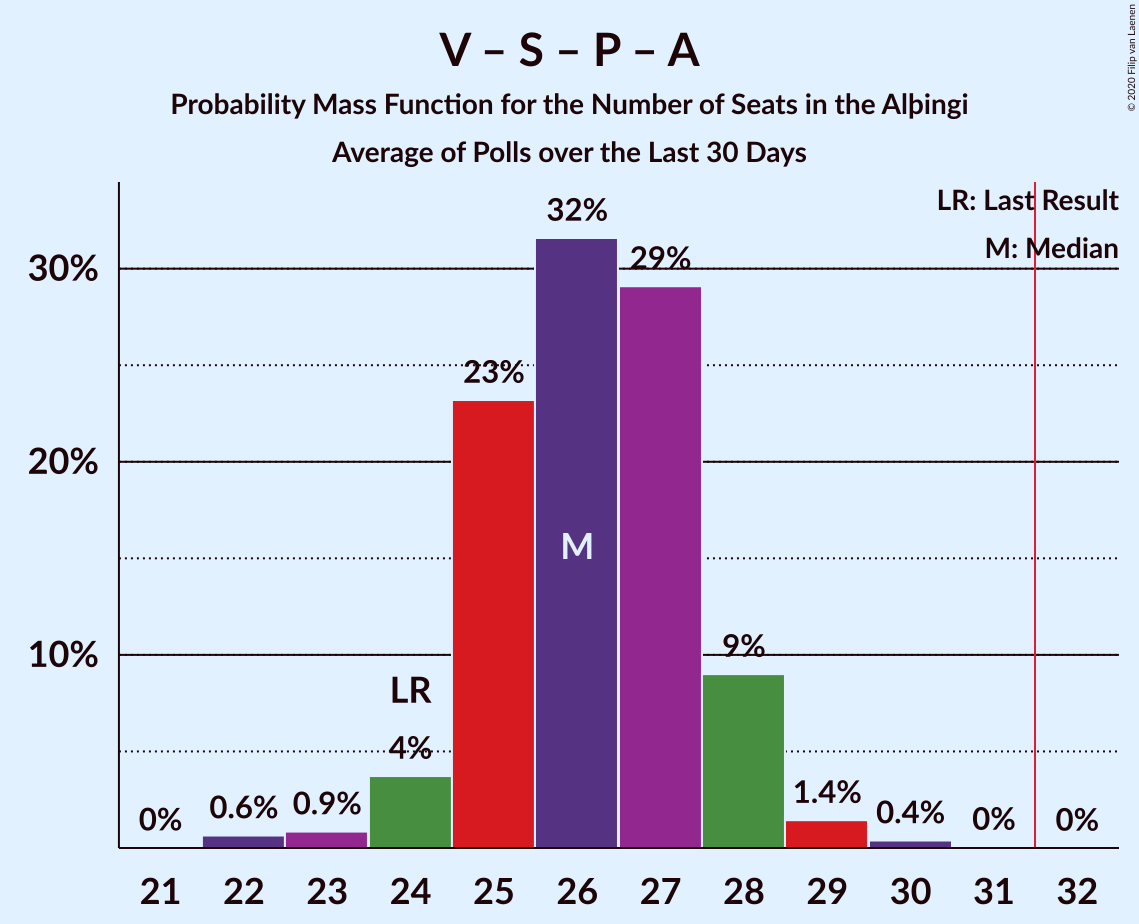 V – S – P – A
Probability Mass Function for the Number of Seats in the Alþingi
Average of Polls over the Last 30 Days
© 2020 Filip van Laenen
LR: Last Result
M: Median
30%
20%
10%
0%
0.6%
0.9%
LR
4%
23%
32%
M
29%
9%
1.4%
0.4%
0%
0%
21 22 23 24 25 26 27 28 29 30 31 32